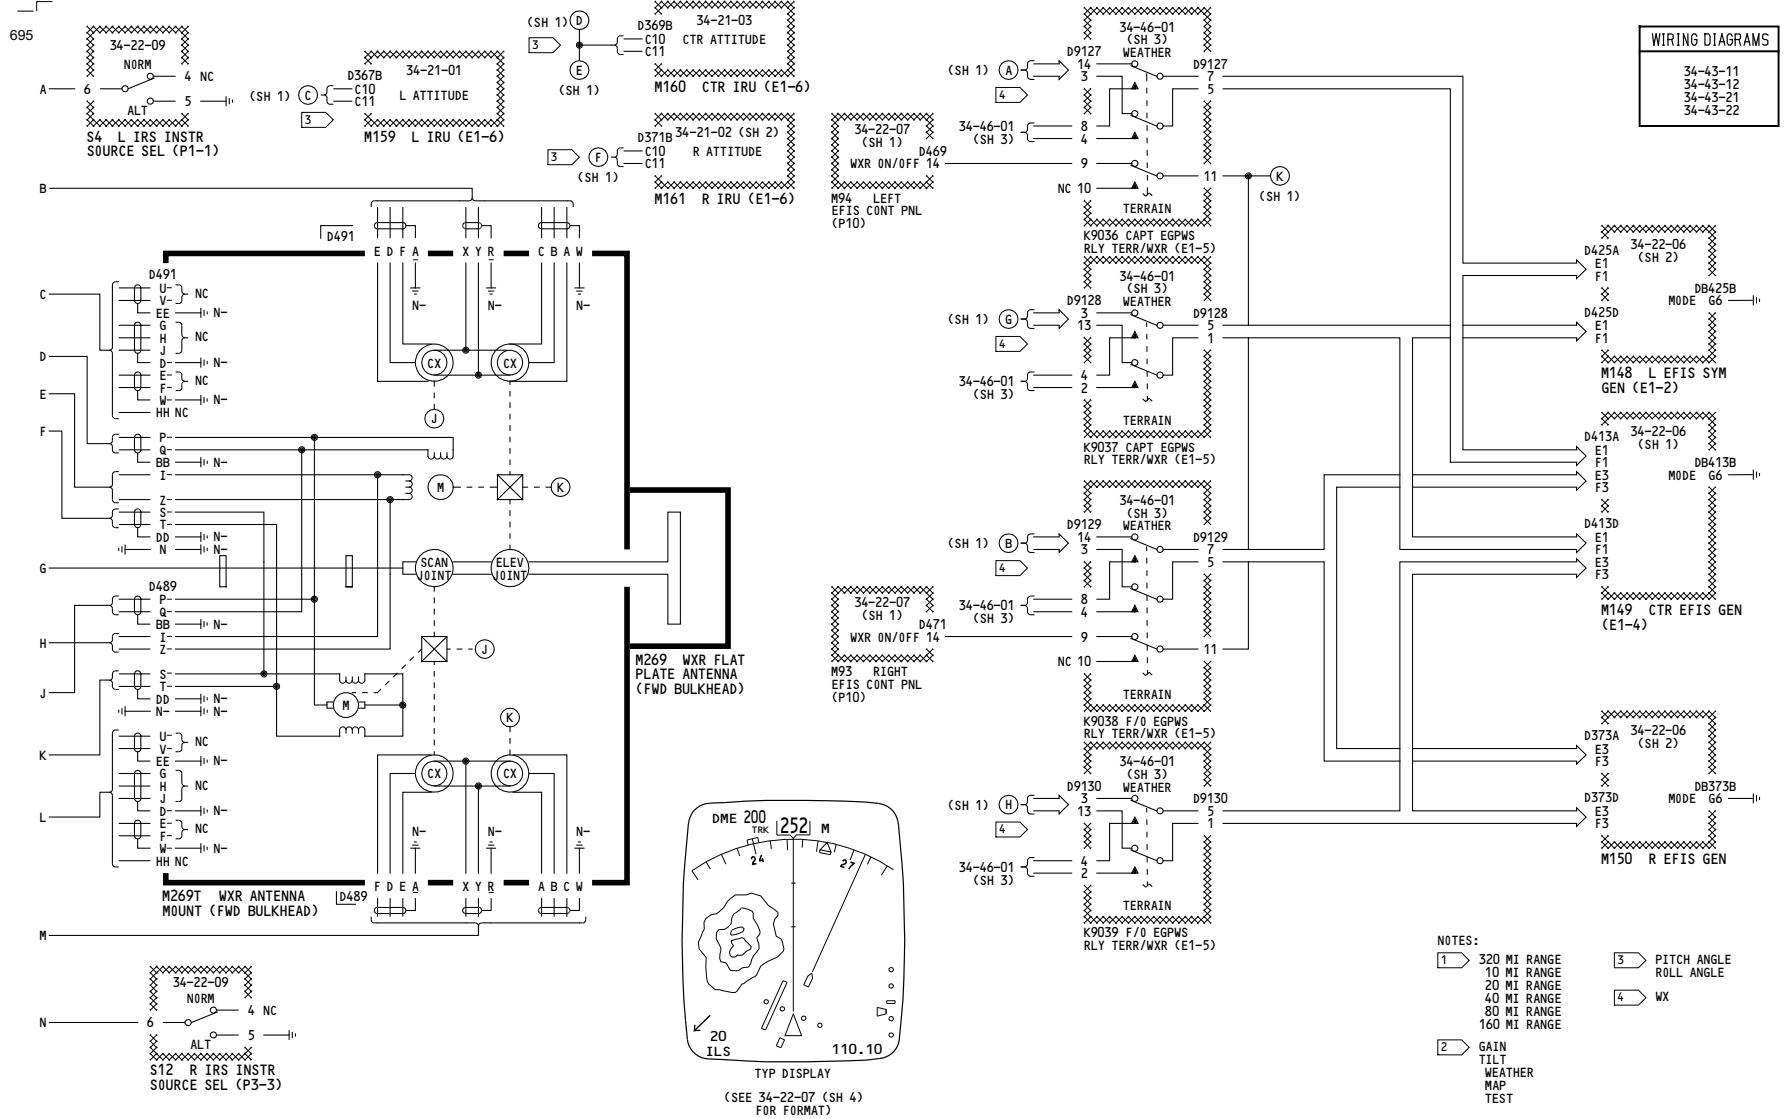 695
A
34-22-09
NORM
6
4 NC
5
ALT
S4 L IRS INSTR
SOURCE SEL (P1-1)
(SH 1) C
3
D367B
C10
C11
34-21-01
L ATTITUDE
M159 L IRU (E1-6)
(SH 1) D
3
E
(SH 1)
D369B
C10
C11
34-21-03
CTR ATTITUDE
M160 CTR IRU (E1-6)
3
F
(SH 1)
D371B
C10
C11
34-21-02 (SH 2)
R ATTITUDE
M161 R IRU (E1-6)
34-22-07
(SH 1)
D469
WXR ON/OFF 14
M94 LEFT
EFIS CONT PNL
(P10)
(SH 1) A
4
34-46-01
(SH 3)
D9127
14
3
8
4
9
NC 10
34-46-01
(SH 3)
WEATHER
TERRAIN
D9127
7
5
11
K
(SH 1)
K9036 CAPT EGPWS
RLY TERR/WXR (E1-5)
(SH 1) G
4
34-46-01
(SH 3)
D9128
3
13
4
2
34-46-01
(SH 3)
WEATHER
TERRAIN
D9128
5
1
K9037 CAPT EGPWS
RLY TERR/WXR (E1-5)
(SH 1) B
4
34-46-01
(SH 3)
D9129
14
3
8
4
9
NC 10
34-46-01
(SH 3)
WEATHER
TERRAIN
D9129
7
5
11
34-22-07
(SH 1)
D471
WXR ON/OFF 14
M93 RIGHT
EFIS CONT PNL
(P10)
K9038 F/O EGPWS
RLY TERR/WXR (E1-5)
(SH 1) H
4
34-46-01
(SH 3)
D9130
3
13
4
2
34-46-01
(SH 3)
WEATHER
TERRAIN
D9130
5
1
K9039 F/O EGPWS
RLY TERR/WXR (E1-5)
WIRING DIAGRAMS
34-43-11
34-43-12
34-43-21
34-43-22
D425A
E1
F1
34-22-06
(SH 2)
DB425B
MODE G6
D425D
E1
F1
M148 L EFIS SYM
GEN (E1-2)
D413A
E1
F1
E3
F3
34-22-06
(SH 1)
DB413B
MODE G6
D413D
E1
F1
E3
F3
M149 CTR EFIS GEN
(E1-4)
D373A
E3
F3
34-22-06
(SH 2)
DB373B
MODE G6
D373D
E3
F3
M150 R EFIS GEN
B
D491
E D F A X Y R C B A W
N-
N-
N-
CX
CX
J
C
D491
U-
V-
NC
EE
N-
G
H
J
NC
D-
N-
E-
F-
NC
W-
N-
HH NC
D
E
F
P-
Q-
BB
N-
I-
Z-
S-
T-
DD
N-
N
N-
M
K
G
SCAN
JOINT
ELEV
JOINT
D489
P-
Q-
BB
N-
H
I-
Z-
J
S-
T-
DD
N-
N-
N-
J
M
K
K
U-
V-
NC
EE
N-
G
H
J
NC
D-
N-
L
E-
F-
NC
W-
N-
HH NC
CX
CX
N-
N-
N-
F D E A X Y R A B C W
D489
M269T WXR ANTENNA
MOUNT (FWD BULKHEAD)
M269 WXR FLAT
PLATE ANTENNA
(FWD BULKHEAD)
M
N
34-22-09
NORM
6
4 NC
5
ALT
S12 R IRS INSTR
SOURCE SEL (P3-3)
DME 200
TRK
252
M
24
27
20
ILS
110.10
TYP DISPLAY
(SEE 34-22-07 (SH 4)
FOR FORMAT)
NOTES:
1 320 MI RANGE
10 MI RANGE
20 MI RANGE
40 MI RANGE
80 MI RANGE
160 MI RANGE
2 GAIN
TILT
WEATHER
MAP
TEST
3 PITCH ANGLE
ROLL ANGLE
4 WX